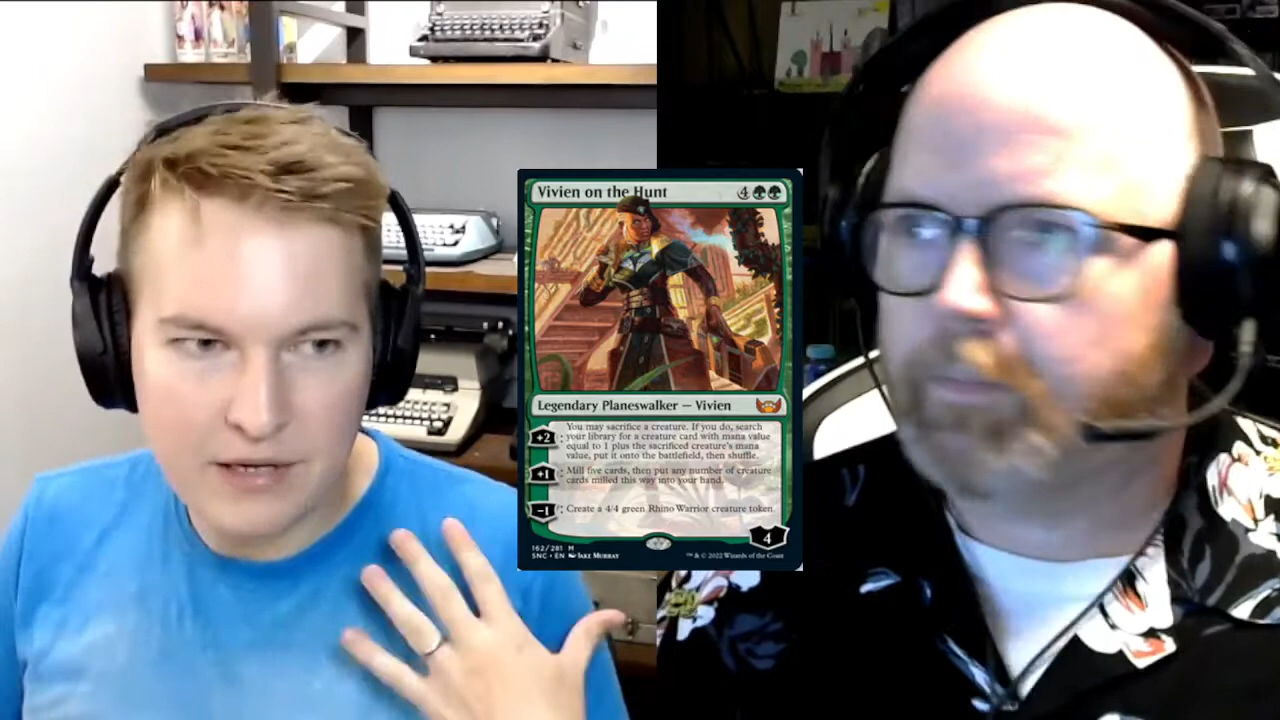 Vivien on the Hunt 4
Legendary Planeswalker — Vivien
+2: You may sacrifice a creature. If you do, search
your library for a creature card with mana value
equal to 1 plus the sacrificed creature's mana
value, put it onto the battlefield, then shuffle.
+1: Mill five cards, then put any number of creature
cards milled this way into your hand.
−1: Create a 4/4 green Rhino Warrior creature token.
4
162/281 M
SNC • EN Jake Murray
™ & © 2022 Wizards of the Coast